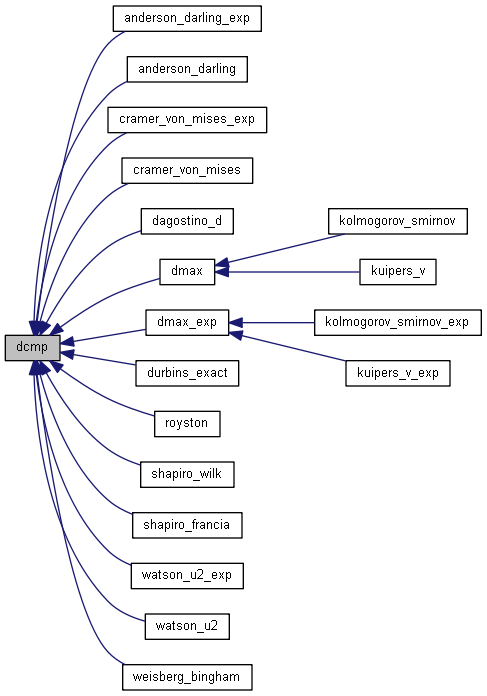 anderson_darling_exp
anderson_darling
cramer_von_mises_exp
cramer_von_mises
dagostino_d
kolmogorov_smirnov
dmax
kuipers_v
dmax_exp
kolmogorov_smirnov_exp
dcmp
durbins_exact
kuipers_v_exp
royston
shapiro_wilk
shapiro_francia
watson_u2_exp
watson_u2
weisberg_bingham